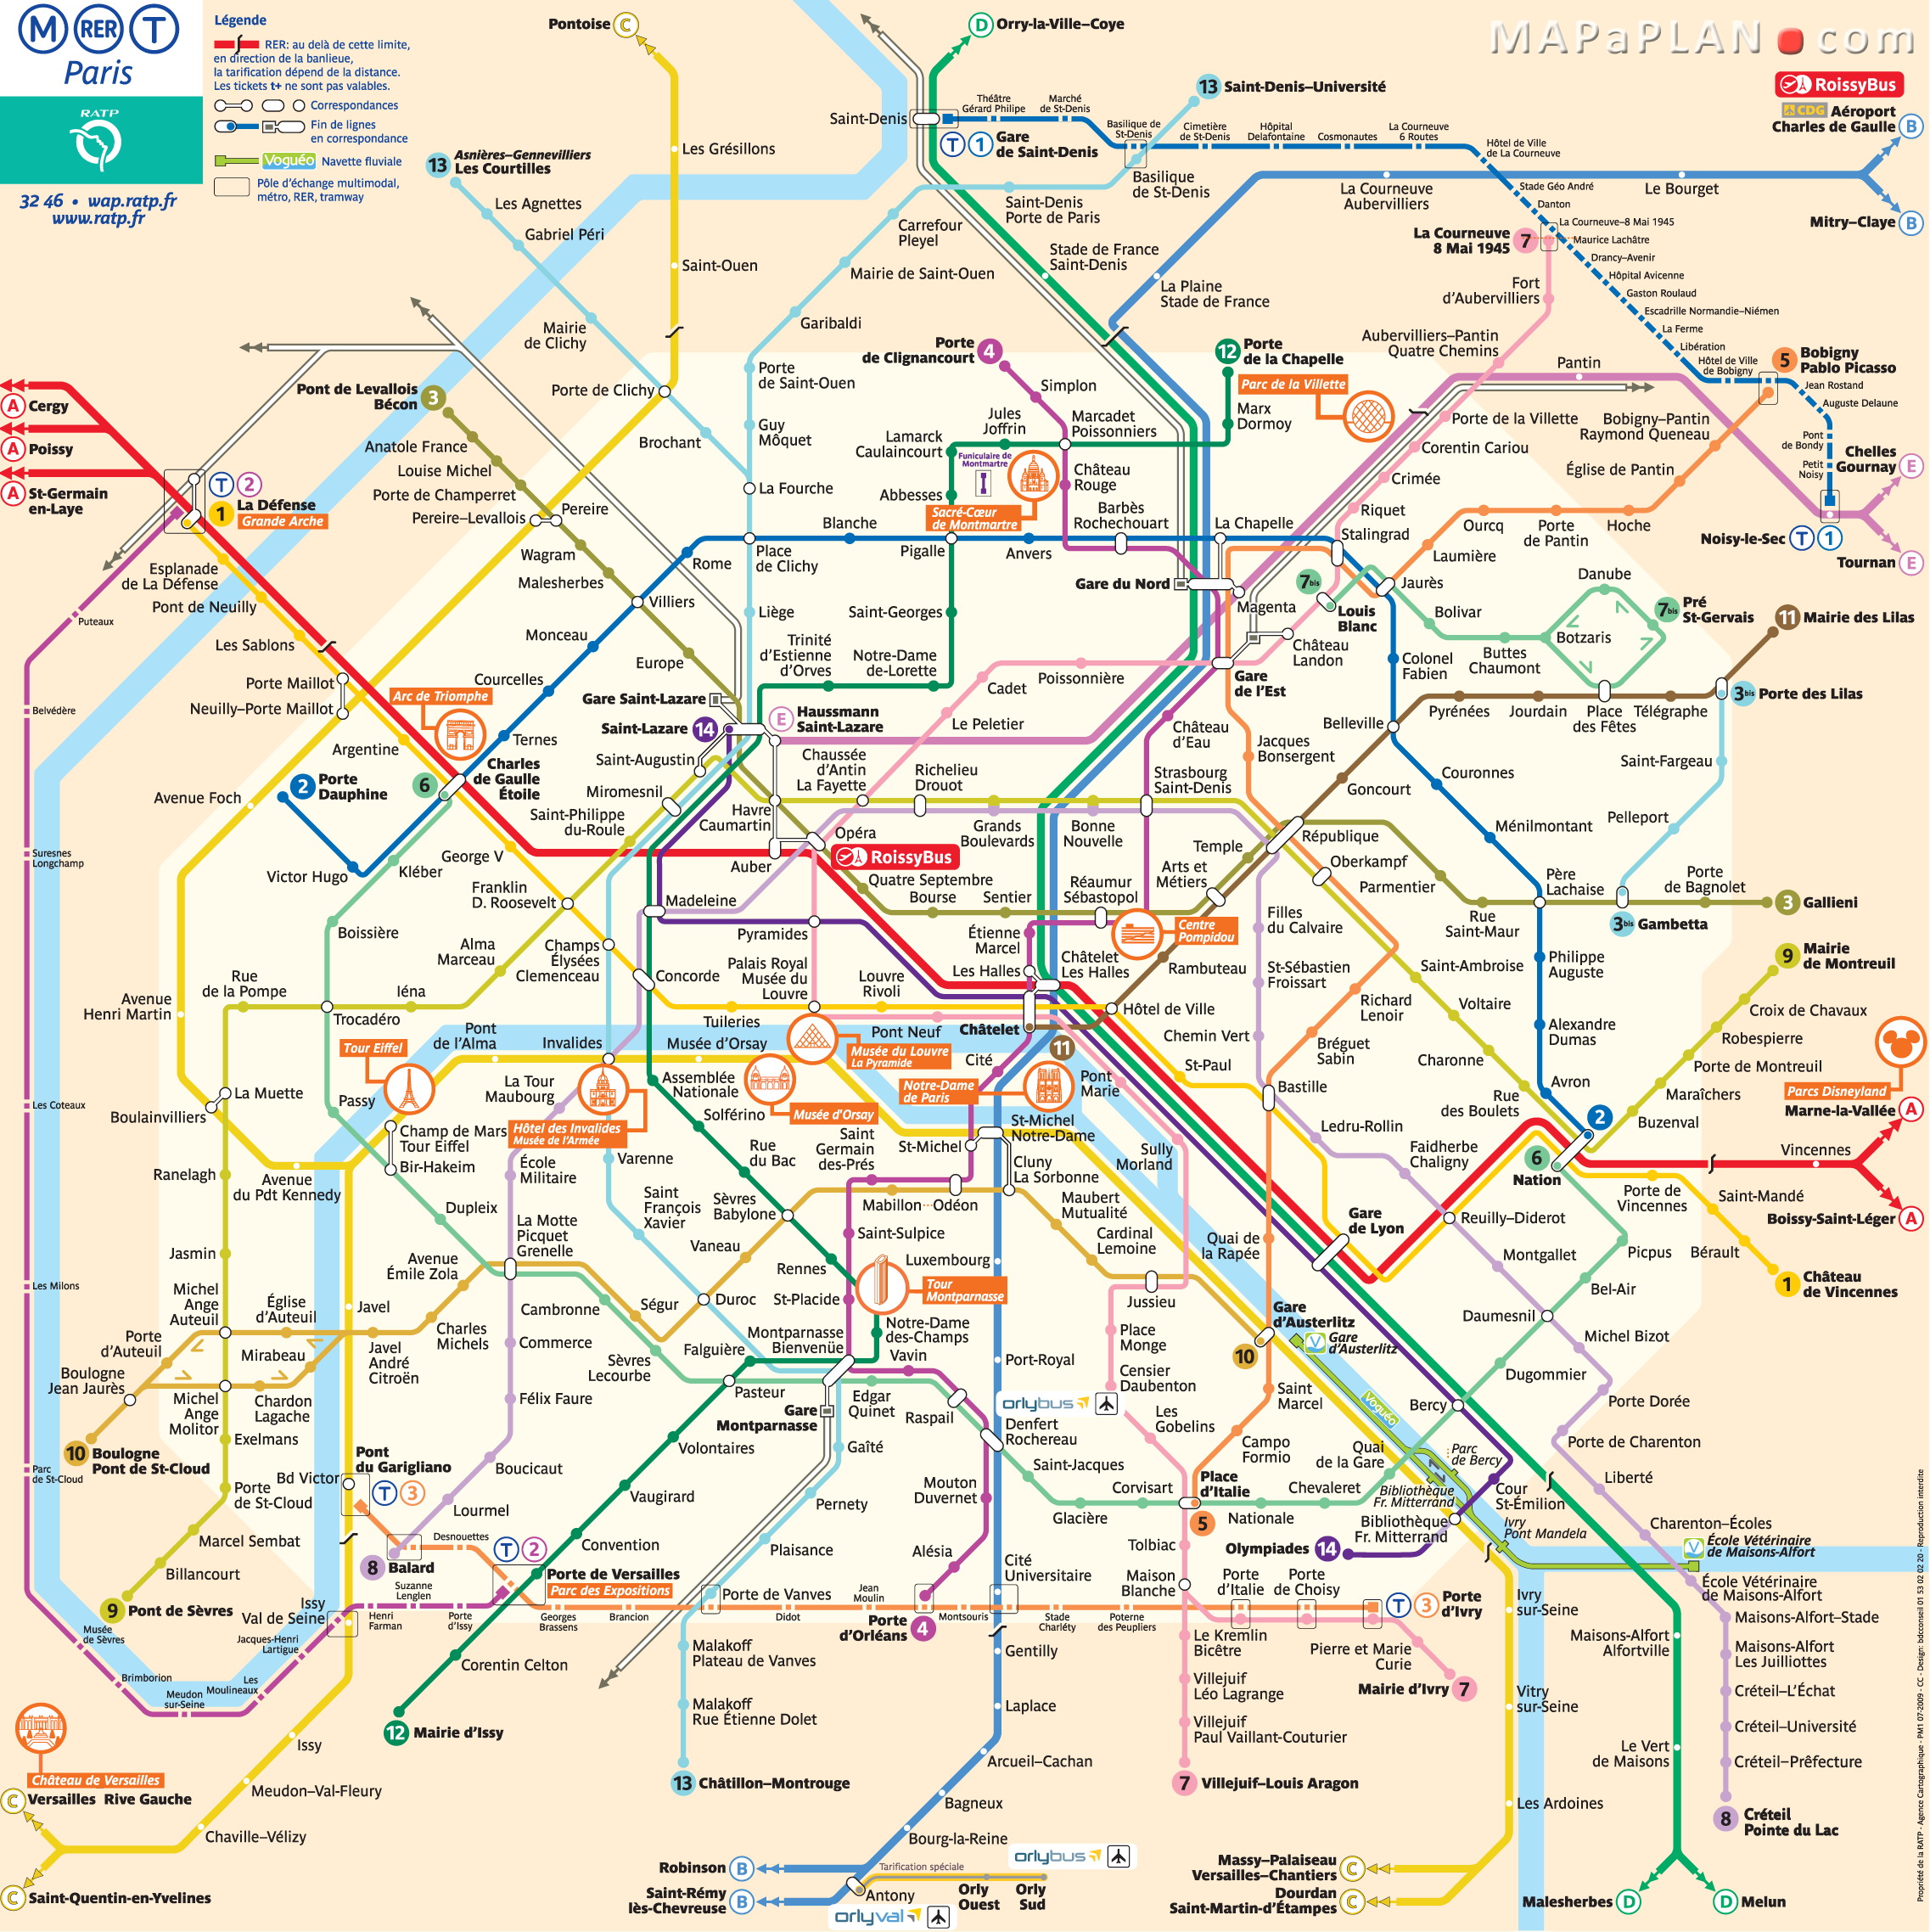 M RER T
Paris
RATP
32 46 • wap.ratp.fr
www.ratp.fr
Légende
RER: au delà de cette limite,
en direction de la banlieue,
la tarification dépend de la distance.
Les tickets t+ ne sont pas valables.
Correspondances
Fin de lignes
en correspondance
Voguéo Navette fluviale
Pôle d'échange multimodal,
métro, RER, tramway
MAPaPLAN.com
RoissyBus
CDG Aéroport
Charles de Gaulle B
Mitry–Claye B
Pontoise C
D Orry-la-Ville–Coye
Les Grésillons
Saint-Ouen
Porte de Clichy
13 Asnières–Gennevilliers
Les Courtilles
Les Agnettes
Gabriel Péri
Mairie
de Clichy
Brochant
13 Saint-Denis–Université
Saint-Denis
T 1 Gare
de Saint-Denis
Théâtre
Gérard Philipe
Marché
de St-Denis
Basilique de
St-Denis
Basilique
de St-Denis
Cimetière
de St-Denis
Hôpital
Delafontaine
Cosmonautes
La Courneuve
6 Routes
Hôtel de Ville
de La Courneuve
Stade Géo André
Danton
La Courneuve–8 Mai 1945
Maurice Lachâtre
Drancy–Avenir
Hôpital Avicenne
Gaston Roulaud
Escadrille Normandie–Niémen
La Ferme
Libération
Hôtel de Ville
de Bobigny
5 Bobigny
Pablo Picasso
Jean Rostand
Auguste Delaune
Pont
de Bondy
Petit
Noisy
Noisy-le-Sec T 1
Chelles
Gournay E
Tournan E
La Courneuve
Aubervilliers
Le Bourget
La Courneuve
8 Mai 1945 7
Fort
d'Aubervilliers
Aubervilliers–Pantin
Quatre Chemins
Pantin
Porte de la Villette
Corentin Cariou
Crimée
Riquet
Stalingrad
Bobigny–Pantin
Raymond Queneau
Église de Pantin
Hoche
Porte
de Pantin
Ourcq
Laumière
Jaurès
Saint-Denis
Porte de Paris
Carrefour
Pleyel
Mairie de Saint-Ouen
Garibaldi
Porte
de Saint-Ouen
Guy
Môquet
La Fourche
Place
de Clichy
Liège
Stade de France
Saint-Denis
La Plaine
Stade de France
Porte
de Clignancourt 4
Simplon
Jules
Joffrin
Marcadet
Poissonniers
Lamarck
Caulaincourt
Château
Rouge
Abbesses
Funiculaire de
Montmartre
Sacré-Cœur
de Montmartre
Barbès
Rochechouart
12 Porte
de la Chapelle
Marx
Dormoy
Parc de la Villette
La Chapelle
Blanche
Pigalle
Anvers
Gare du Nord
Magenta
7bis Louis
Blanc
Château
Landon
Bolivar
Buttes
Chaumont
Botzaris
Danube
7bis Pré
St-Gervais
Place
des Fêtes
11 Mairie des Lilas
3bis Porte des Lilas
Télégraphe
Jourdain
Pyrénées
Belleville
Colonel
Fabien
Saint-Fargeau
Pelleport
3bis Gambetta
Porte
de Bagnolet
3 Gallieni
A Cergy
A Poissy
A St-Germain
en-Laye
T 2
1 La Défense
Grande Arche
Pont de Levallois
Bécon 3
Anatole France
Louise Michel
Porte de Champerret
Pereire–Levallois
Pereire
Wagram
Malesherbes
Villiers
Rome
Monceau
Europe
Courcelles
Ternes
Esplanade
de La Défense
Pont de Neuilly
Les Sablons
Porte Maillot
Neuilly–Porte Maillot
Argentine
Arc de Triomphe
6 Charles
de Gaulle
Étoile
2 Porte
Dauphine
Avenue Foch
Victor Hugo
Kléber
Boissière
Puteaux
Belvédère
Suresnes
Longchamp
Les Coteaux
Les Milons
Parc
de St-Cloud
Musée
de Sèvres
Brimborion
Meudon
sur-Seine
Les
Moulineaux
Jacques-Henri
Lartigue
Issy
Val de Seine
Henri
Farman
Suzanne
Lenglen
Porte
d'Issy
Gare Saint-Lazare
Saint-Lazare 14
E Haussmann
Saint-Lazare
Saint-Augustin
Miromesnil
Saint-Philippe
du-Roule
Trinité
d'Estienne
d'Orves
Notre-Dame
de-Lorette
Saint-Georges
Cadet
Le Peletier
Poissonnière
Gare
de l'Est
Château
d'Eau
Chaussée
d'Antin
La Fayette
Richelieu
Drouot
Grands
Boulevards
Bonne
Nouvelle
Strasbourg
Saint-Denis
Jacques
Bonsergent
Goncourt
Couronnes
Ménilmontant
Père
Lachaise
République
Oberkampf
Parmentier
Rue
Saint-Maur
Temple
Arts et
Métiers
Réaumur
Sébastopol
Havre
Caumartin
Auber
Opéra
RoissyBus
Quatre Septembre
Bourse
Sentier
Étienne
Marcel
Centre
Pompidou
Rambuteau
Filles
du Calvaire
St-Sébastien
Froissart
Chemin Vert
Richard
Lenoir
Bréguet
Sabin
Bastille
Saint-Ambroise
Voltaire
Charonne
Rue
des Boulets
Philippe
Auguste
Alexandre
Dumas
Avron
2
6 Nation
9 Mairie
de Montreuil
Croix de Chavaux
Robespierre
Porte de Montreuil
Maraîchers
Buzenval
Parcs Disneyland
Marne-la-Vallée A
Vincennes
Boissy-Saint-Léger A
Porte de
Vincennes
Saint-Mandé
Bérault
1 Château
de Vincennes
George V
Franklin
D. Roosevelt
Alma
Marceau
Champs
Élysées
Clemenceau
Madeleine
Pyramides
Concorde
Palais Royal
Musée du
Louvre
Louvre
Rivoli
Tuileries
Pont Neuf
Musée du Louvre
La Pyramide
Les Halles
Châtelet
Les Halles
Châtelet
11
Hôtel de Ville
St-Paul
Pont
Marie
Cité
Notre-Dame
de Paris
Sully
Morland
Rue
de la Pompe
Iéna
Trocadéro
Avenue
Henri Martin
La Muette
Boulainvilliers
Passy
Tour Eiffel
Pont
de l'Alma
Invalides
Musée d'Orsay
Musée d'Orsay
Assemblée
Nationale
Solférino
La Tour
Maubourg
Hôtel des Invalides
Musée de l'Armée
Champ de Mars
Tour Eiffel
Bir-Hakeim
Avenue
du Pdt Kennedy
Ranelagh
Jasmin
Dupleix
École
Militaire
Varenne
Rue
du Bac
Saint
Germain
des-Prés
St-Michel
St-Michel
Notre-Dame
Cluny
La Sorbonne
Mabillon
Odéon
Maubert
Mutualité
Cardinal
Lemoine
Jussieu
Saint
François
Xavier
Sèvres
Babylone
Vaneau
Rennes
Saint-Sulpice
St-Placide
Luxembourg
Tour
Montparnasse
Notre-Dame
des-Champs
La Motte
Picquet
Grenelle
Avenue
Émile Zola
Cambronne
Ségur
Duroc
Commerce
Félix Faure
Boucicaut
Lourmel
Charles
Michels
Javel
Javel
André
Citroën
Michel
Ange
Auteuil
Église
d'Auteuil
Mirabeau
Porte
d'Auteuil
Boulogne
Jean Jaurès
10 Boulogne
Pont de St-Cloud
Michel
Ange
Molitor
Chardon
Lagache
Exelmans
Porte
de St-Cloud
Marcel Sembat
Billancourt
9 Pont de Sèvres
Pont
du Garigliano
Bd Victor
T 3
8 Balard
Desnouettes
T 2
Porte de Versailles
Parc des Expositions
Georges
Brassens
Brancion
Porte de Vanves
Didot
Jean
Moulin
Porte
d'Orléans 4
Montsouris
Cité
Universitaire
Stade
Charléty
Poterne
des Peupliers
Porte
d'Italie
Porte
de Choisy
T 3 Porte
d'Ivry
Sèvres
Lecourbe
Falguière
Pasteur
Montparnasse
Bienvenüe
Gare
Montparnasse
Edgar
Quinet
Vavin
Raspail
Port-Royal
Denfert
Rochereau
orlybus
Gaîté
Pernety
Plaisance
Volontaires
Vaugirard
Convention
Corentin Celton
12 Mairie d'Issy
Mouton
Duvernet
Alésia
Saint-Jacques
Glacière
Corvisart
Place
d'Italie
5
Nationale
Chevaleret
Place
Monge
Censier
Daubenton
Les
Gobelins
Saint
Marcel
Campo
Formio
Tolbiac
Maison
Blanche
Olympiades 14
Quai
de la Gare
Bibliothèque
Fr. Mitterrand
Bibliothèque
Fr. Mitterrand
Parc
de Bercy
Cour
St-Émilion
Ivry
Pont Mandela
Bercy
Dugommier
Daumesnil
Bel-Air
Picpus
Michel Bizot
Porte Dorée
Porte de Charenton
Liberté
Charenton–Écoles
Ledru-Rollin
Faidherbe
Chaligny
Reuilly–Diderot
Montgallet
Gare
de Lyon
Quai de
la Rapée
Gare
d'Austerlitz
10
Gare
d'Austerlitz
Voguéo
École Vétérinaire
de Maisons-Alfort
École Vétérinaire
de Maisons-Alfort
Maisons-Alfort–Stade
Maisons-Alfort
Les Juilliottes
Créteil–L'Échat
Créteil–Université
Créteil–Préfecture
8 Créteil
Pointe du Lac
Maisons-Alfort
Alfortville
Le Vert
de Maisons
Malesherbes D
D Melun
Ivry
sur-Seine
Vitry
sur-Seine
Les Ardoines
Massy–Palaiseau
Versailles–Chantiers C
Dourdan
Saint-Martin-d'Étampes C
Le Kremlin
Bicêtre
Villejuif
Léo Lagrange
Villejuif
Paul Vaillant-Couturier
7 Villejuif–Louis Aragon
Pierre et Marie
Curie
Mairie d'Ivry 7
Malakoff
Plateau de Vanves
Malakoff
Rue Étienne Dolet
13 Châtillon–Montrouge
Gentilly
Laplace
Arcueil–Cachan
Bagneux
Bourg-la-Reine
Robinson B
Saint-Rémy
lès-Chevreuse B
Tarification spéciale
Antony
Orly
Ouest
Orly
Sud
orlybus
orlyval
Issy
Meudon–Val-Fleury
Chaville–Vélizy
Château de Versailles
C Versailles Rive Gauche
C Saint-Quentin-en-Yvelines
Propriété de la RATP - Agence Cartographique - PM1 07-2009 - CC - Design: bdcconseil 01 53 02 02 20 - Reproduction interdite